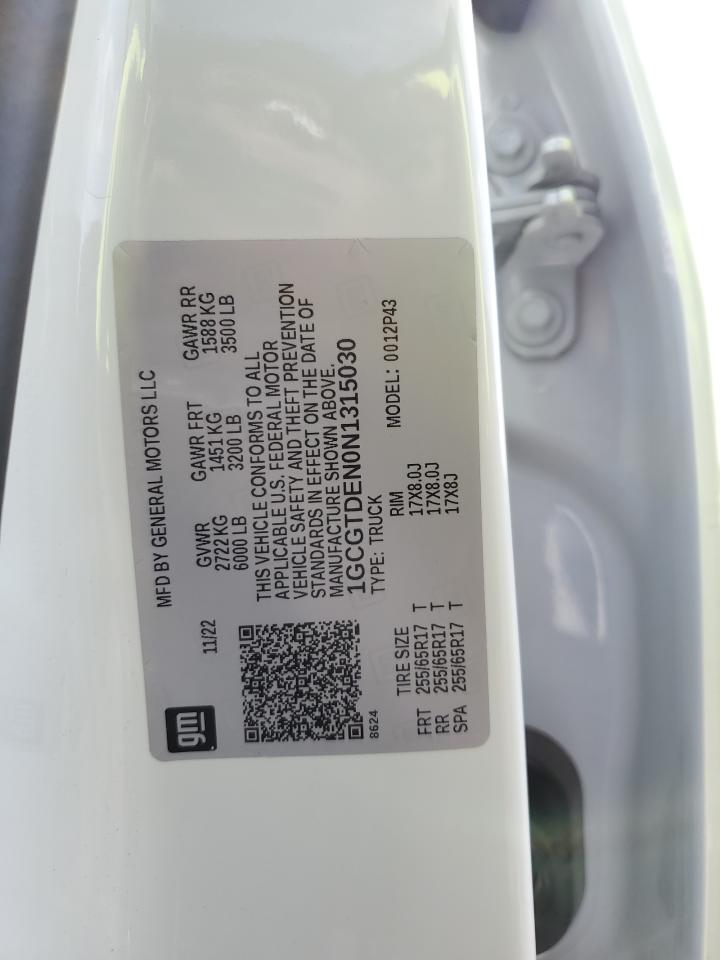 MFD BY GENERAL MOTORS LLC
11/22 GVWR GAWR FRT GAWR RR
2722 KG 1451 KG 1588 KG
6000 LB 3200 LB 3500 LB
THIS VEHICLE CONFORMS TO ALL
APPLICABLE U.S. FEDERAL MOTOR
VEHICLE SAFETY AND THEFT PREVENTION
STANDARDS IN EFFECT ON THE DATE OF
MANUFACTURE SHOWN ABOVE.
1GCGTDEN0N1315030
TYPE: TRUCK MODEL: 0012P43
gm
8624
TIRE SIZE RIM
FRT 255/65R17 T 17X8.0J
RR 255/65R17 T 17X8.0J
SPA 255/65R17 T 17X8J